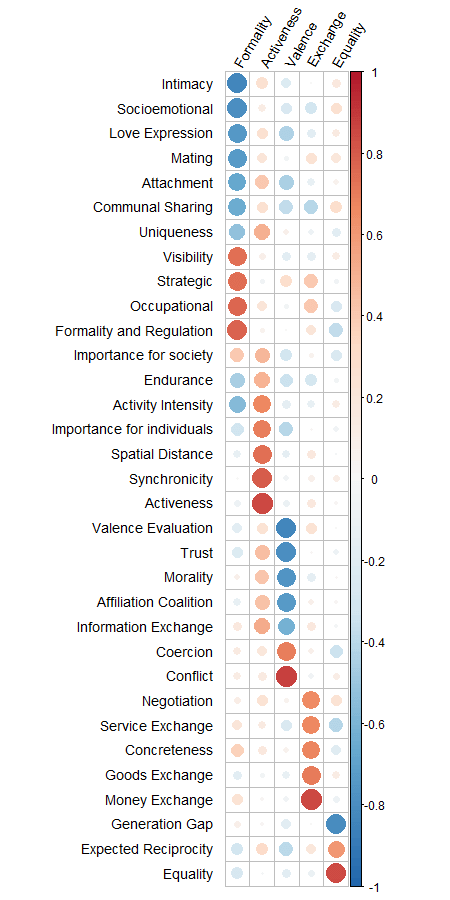 Formality
Activeness
Valence
Exchange
Equality
Intimacy
Socioemotional
Love Expression
Mating
Attachment
Communal Sharing
Uniqueness
Visibility
Strategic
Occupational
Formality and Regulation
Importance for society
Endurance
Activity Intensity
Importance for individuals
Spatial Distance
Synchronicity
Activeness
Valence Evaluation
Trust
Morality
Affiliation Coalition
Information Exchange
Coercion
Conflict
Negotiation
Service Exchange
Concreteness
Goods Exchange
Money Exchange
Generation Gap
Expected Reciprocity
Equality
1
0.8
0.6
0.4
0.2
0
-0.2
-0.4
-0.6
-0.8
-1